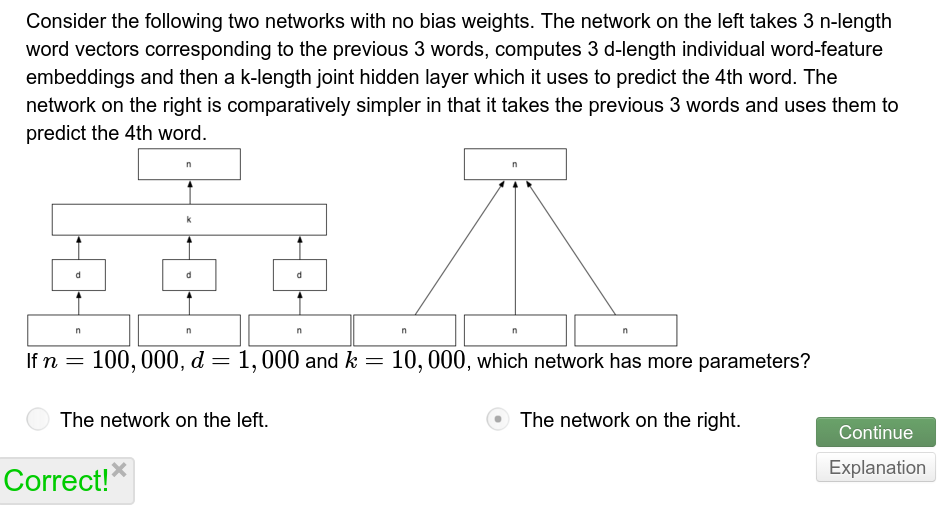 Consider the following two networks with no bias weights. The network on the left takes 3 n-length
word vectors corresponding to the previous 3 words, computes 3 d-length individual word-feature
embeddings and then a k-length joint hidden layer which it uses to predict the 4th word. The
network on the right is comparatively simpler in that it takes the previous 3 words and uses them to
predict the 4th word.
n n
k
d d d
n n n n n n
If n = 100, 000, d = 1, 000 and k = 10, 000, which network has more parameters?
The network on the left. The network on the right.
Continue
Correct! ×
Explanation